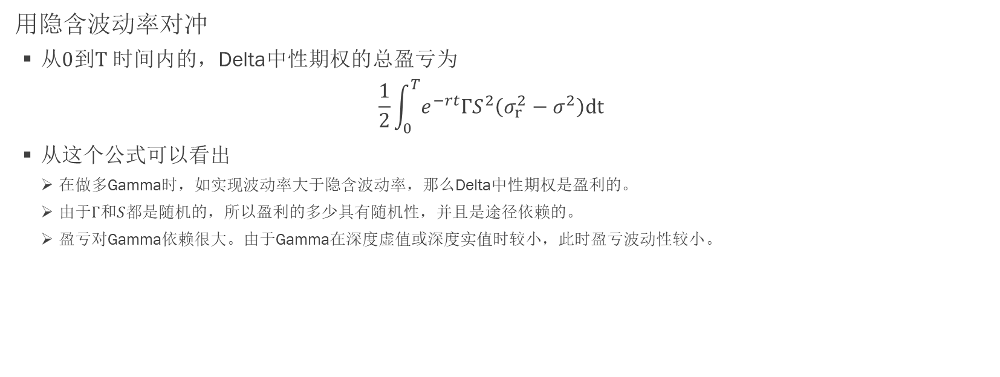 用隐含波动率对冲
▪ 从0到T 时间内的，Delta中性期权的总盈亏为
$\frac{1}{2}\int_0^T e^{-rt}\Gamma S^2(\sigma_r^2 - \sigma^2)dt$
▪ 从这个公式可以看出
➢ 在做多Gamma时，如实现波动率大于隐含波动率，那么Delta中性期权是盈利的。
➢ 由于Γ和S都是随机的，所以盈利的多少具有随机性，并且是途径依赖的。
➢ 盈亏对Gamma依赖很大。由于Gamma在深度虚值或深度实值时较小，此时盈亏波动性较小。